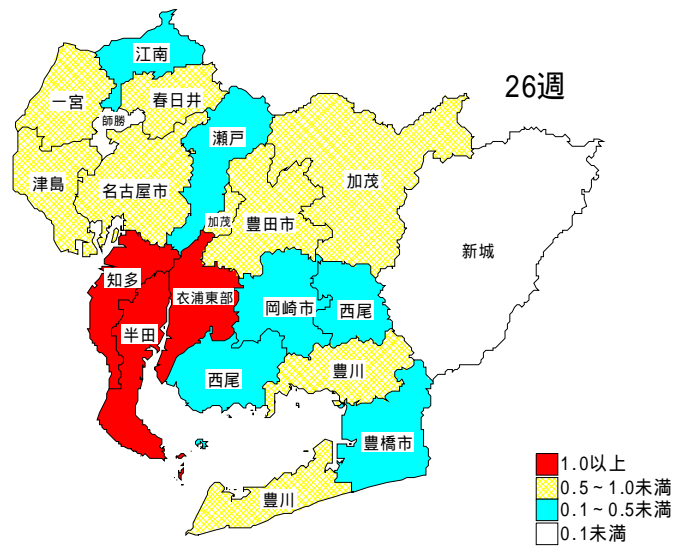 江南
26週
一宮
春日井
師勝
瀬戸
津島
名古屋市
加茂
加茂
豊田市
新城
知多
衣浦東部
岡崎市
西尾
半田
西尾
豊川
豊橋市
豊川
1.0以上
0.5~1.0未満
0.1~0.5未満
0.1未満